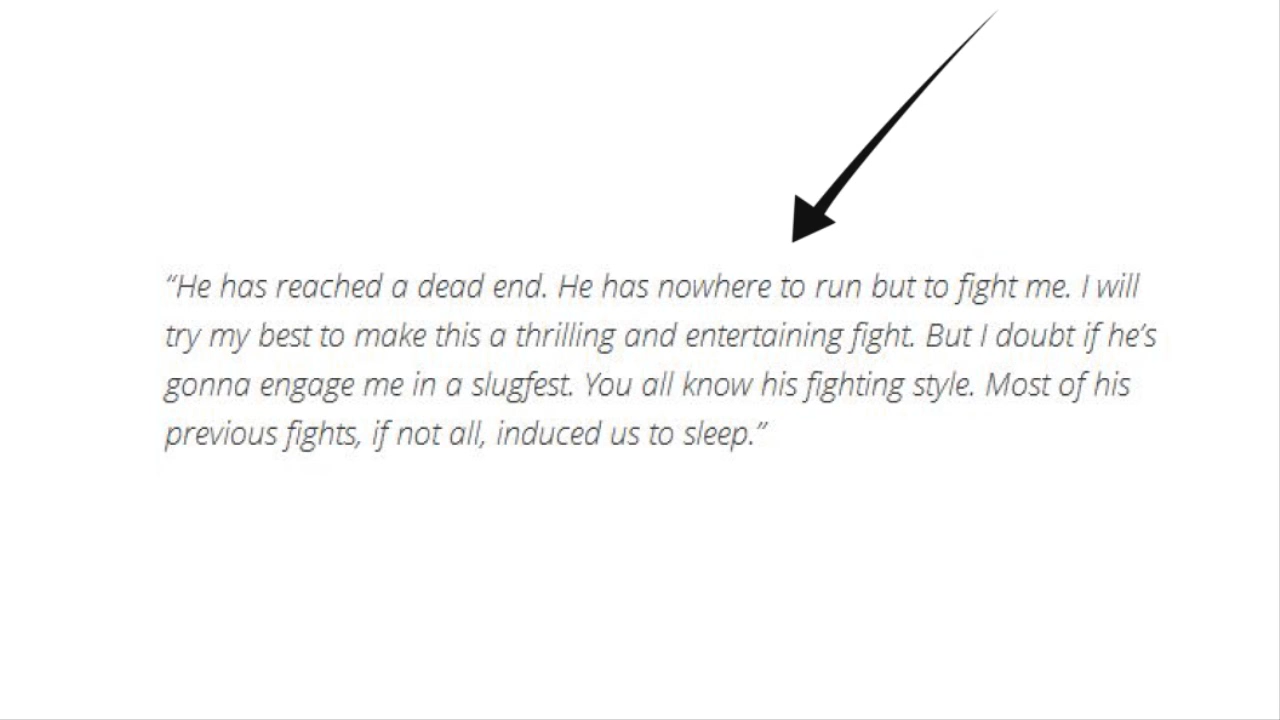 “He has reached a dead end. He has nowhere to run but to fight me. I will
try my best to make this a thrilling and entertaining fight. But I doubt if he’s
gonna engage me in a slugfest. You all know his fighting style. Most of his
previous fights, if not all, induced us to sleep.”